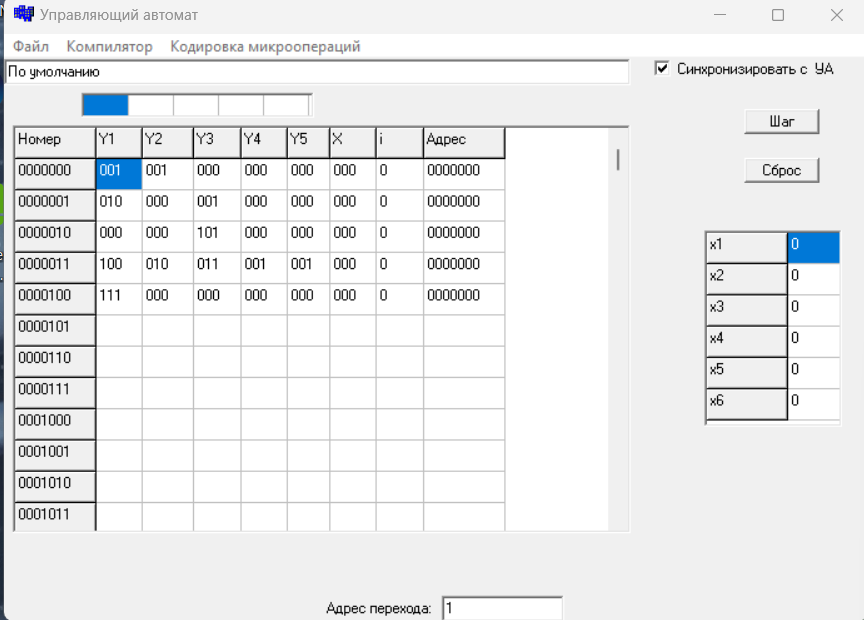 Управляющий автомат
Файл Компилятор Кодировка микроопераций
По умолчанию
Синхронизировать с УА
Шаг
Сброс
Номер Y1 Y2 Y3 Y4 Y5 X i Адрес
0000000 001 001 000 000 000 000 0 0000000
0000001 010 000 001 000 000 000 0 0000000
0000010 000 000 101 000 000 000 0 0000000
0000011 100 010 011 001 001 000 0 0000000
0000100 111 000 000 000 000 000 0 0000000
0000101
0000110
0000111
0001000
0001001
0001010
0001011
x1 0
x2 0
x3 0
x4 0
x5 0
x6 0
Адрес перехода: 1